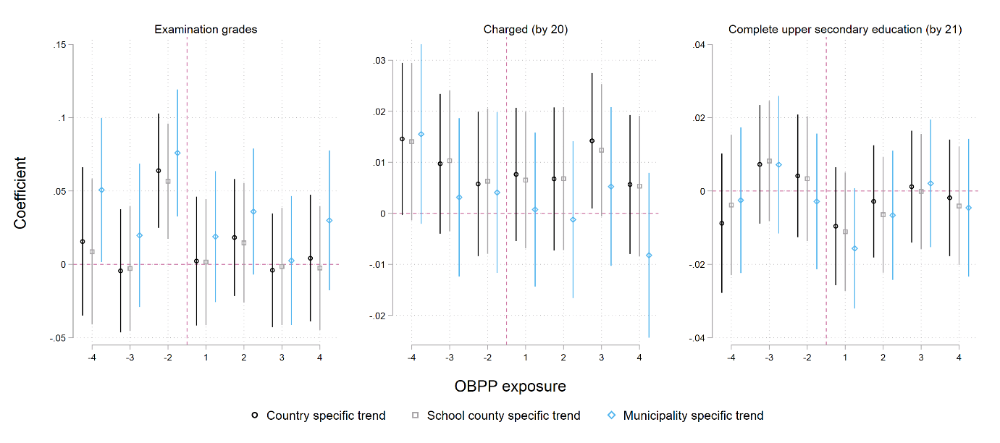 Examination grades
Charged (by 20)
Complete upper secondary education (by 21)
Coefficient
.15
.1
.05
0
-.05
.03
.02
.01
0
-.01
-.02
.04
.02
0
-.02
-.04
-4 -3 -2 1 2 3 4
-4 -3 -2 1 2 3 4
-4 -3 -2 1 2 3 4
OBPP exposure
Country specific trend
School county specific trend
Municipality specific trend